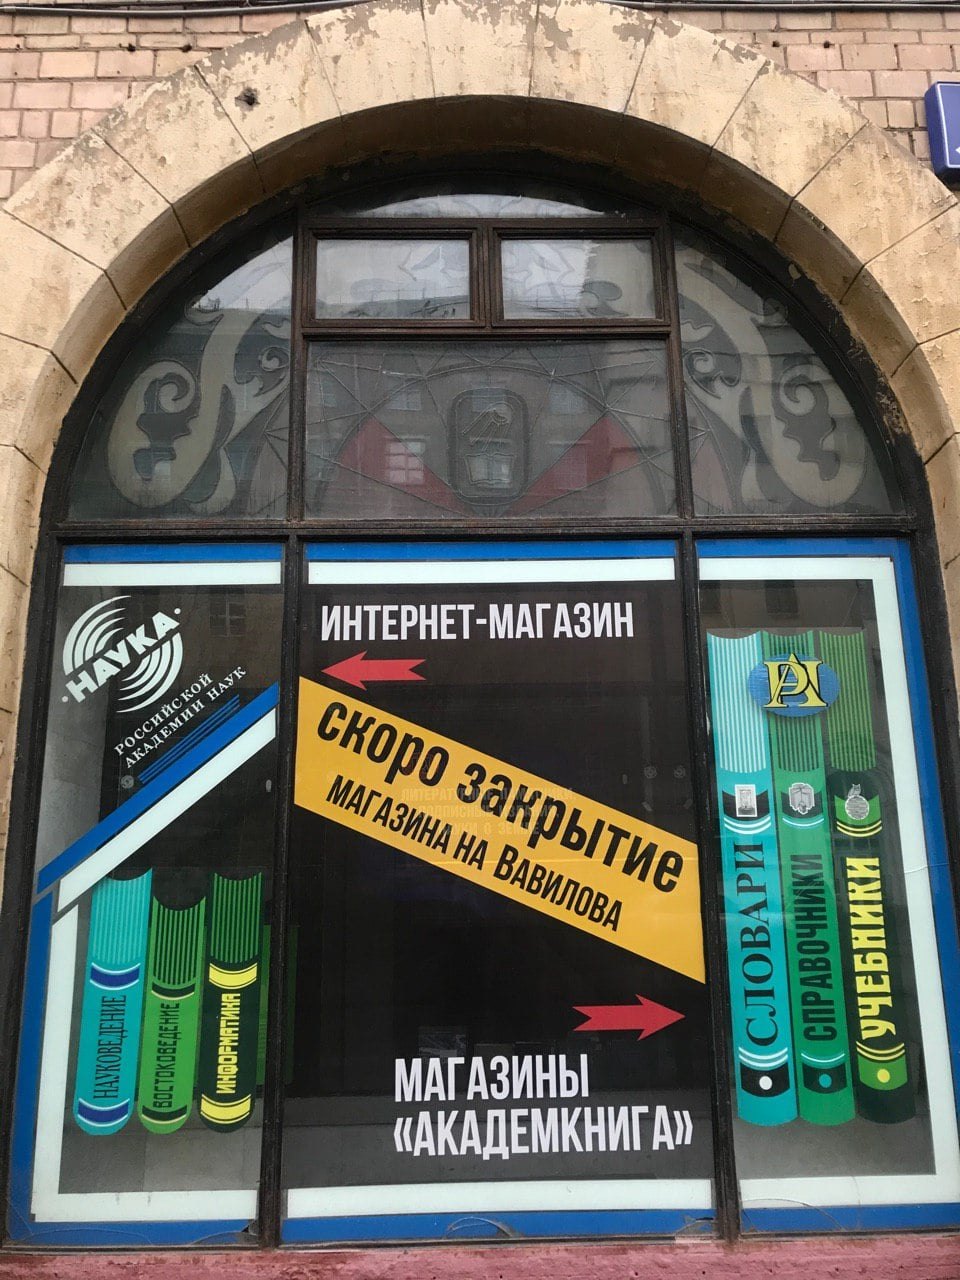 НАУКА
РОССИЙСКОЙ
АКАДЕМИИ НАУК
ИНТЕРНЕТ-МАГАЗИН
СКОРО ЗАКРЫТИЕ
МАГАЗИНА НА ВАВИЛОВА
МАГАЗИНЫ
«АКАДЕМКНИГА»
НАУКОВЕДЕНИЕ
ВОСТОКОВЕДЕНИЕ
ИНФОРМАТИКА
СЛОВАРИ
СПРАВОЧНИКИ
УЧЕБНИКИ